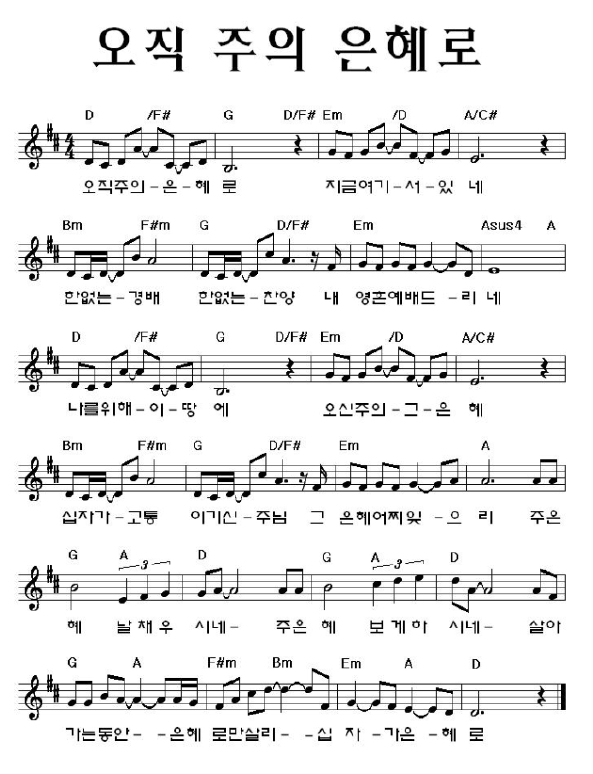 오직 주의 은혜로
D /F# G D/F# Em /D A/C#
4 4
오직주의-은-혜 로 지금여기-서-있 네
Bm F#m G D/F# Em Asus4 A
한없는-경배 한없는-찬양 내 영혼예배드-리네
D /F# G D/F# Em /D A/C#
나를위해-이-땅 에 오신주의-그-은 혜
Bm F#m G D/F# Em A
십자가-고통 이기신-주님 그 은혜어찌잊-으리 주은
G A D G A D
3 3
혜 날채우 시네- 주은 혜 보게하 시네- 살아
G A F#m Bm Em A D
가는동안--은혜 로만살리--십 자-가은-혜 로